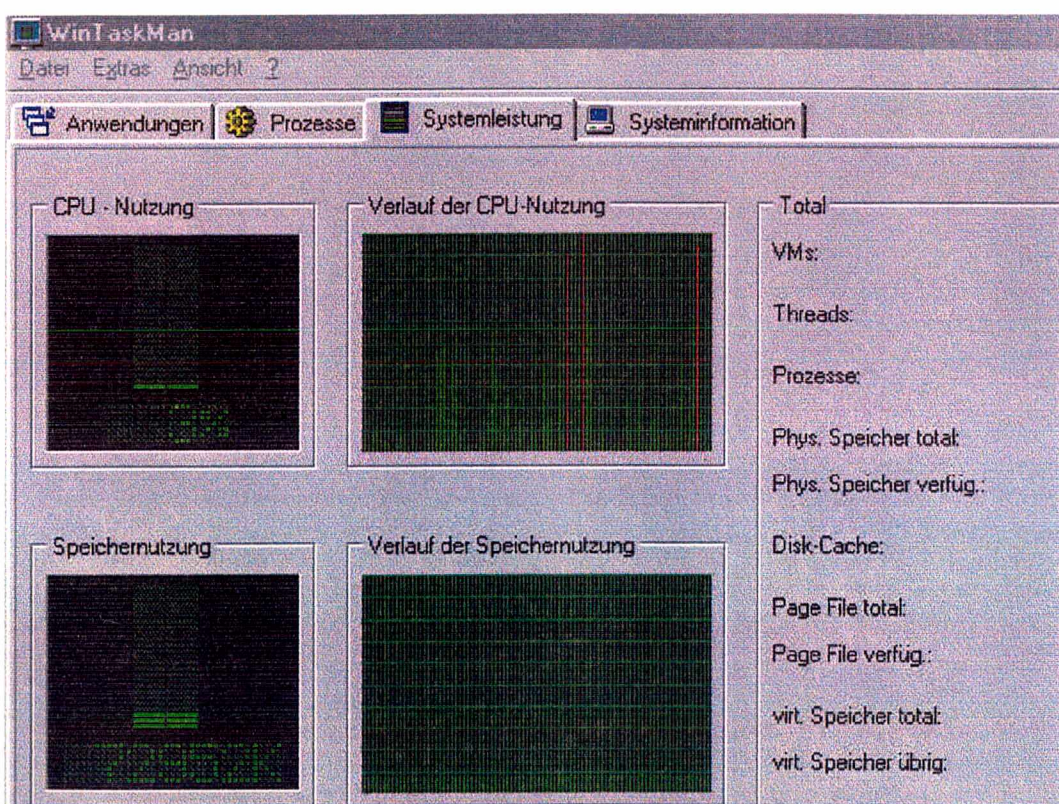 WinTaskMan
Datei Extras Ansicht ?
Anwendungen Prozesse Systemleistung Systeminformation
CPU - Nutzung
Verlauf der CPU-Nutzung
Total
VMs:
Threads:
Prozesse:
Phys. Speicher total:
Phys. Speicher verfüg.:
Speichernutzung
Verlauf der Speichernutzung
Disk-Cache:
Page File total:
Page File verfüg.:
virt. Speicher total:
virt. Speicher übrig: